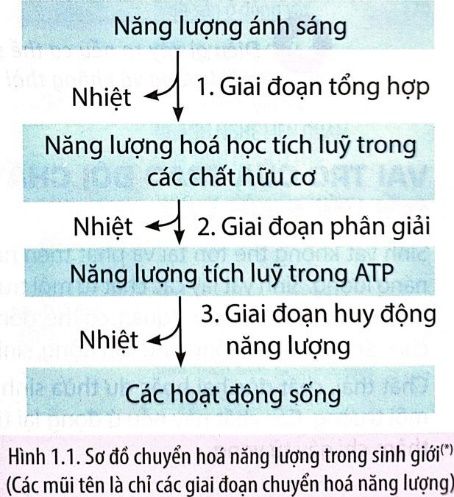 Năng lượng ánh sáng
Nhiệt
1. Giai đoạn tổng hợp
Năng lượng hoá học tích luỹ trong
các chất hữu cơ
Nhiệt
2. Giai đoạn phân giải
Năng lượng tích luỹ trong ATP
Nhiệt
3. Giai đoạn huy động
năng lượng
Các hoạt động sống
Hình 1.1. Sơ đồ chuyển hoá năng lượng trong sinh giới(*)
(Các mũi tên là chỉ các giai đoạn chuyển hoá năng lượng)